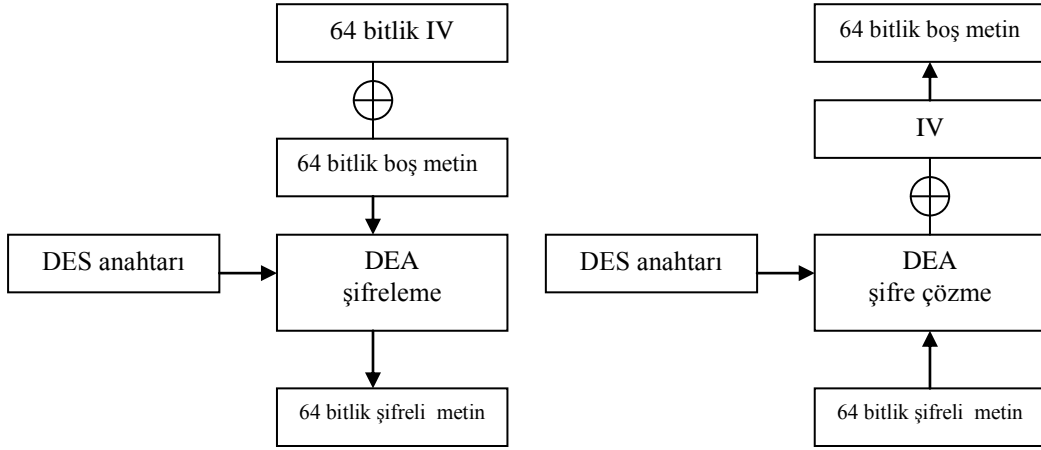 64 bitlik IV
64 bitlik boş metin
DES anahtarı
DEA
şifreleme
64 bitlik şifreli metin
64 bitlik boş metin
IV
DES anahtarı
DEA
şifre çözme
64 bitlik şifreli metin